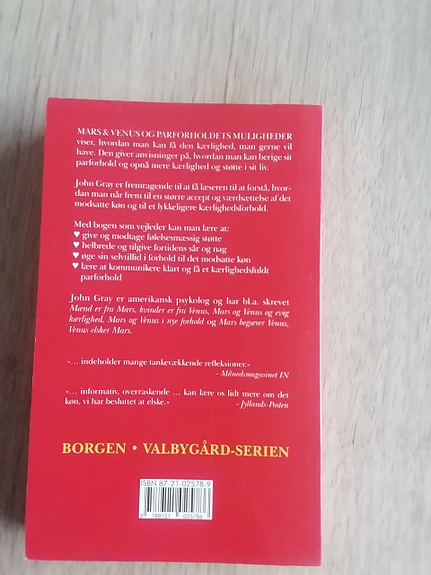 MARS & VENUS OG PARFORHOLDETS MULIGHEDER
viser, hvordan man kan få den kærlighed, man gerne vil
have. Den giver anvisninger på, hvordan man kan berige sit
parforhold og opnå mere kærlighed og støtte i sit liv.
John Gray er fremragende til at få læseren til at forstå, hvor-
dan man når frem til en større accept og værdsættelse af det
modsatte køn og til et lykkeligere kærlighedsforhold.
Med bogen som vejleder kan man lære at:
♥ give og modtage følelsesmæssig støtte
♥ helbrede og tilgive fortidens sår og nag
♥ øge sin selvtillid i forhold til det modsatte køn
♥ lære at kommunikere klart og få et kærlighedsfuldt
parforhold
John Gray er amerikansk psykolog og har bl.a. skrevet
Mænd er fra Mars, kvinder er fra Venus, Mars og Venus og evig
kærlighed, Mars og Venus i nye forhold og Mars begærer Venus,
Venus elsker Mars.
»... indeholder mange tankevækkende refleksioner.«
- Månedsmagasinet IN
»... informativ, overraskende ... kan lære os lidt mere om det
køn, vi har besluttet at elske.«
- Jyllands-Posten
BORGEN • VALBYGÅRD-SERIEN
ISBN 87-21-02578-9
9 788721 025786